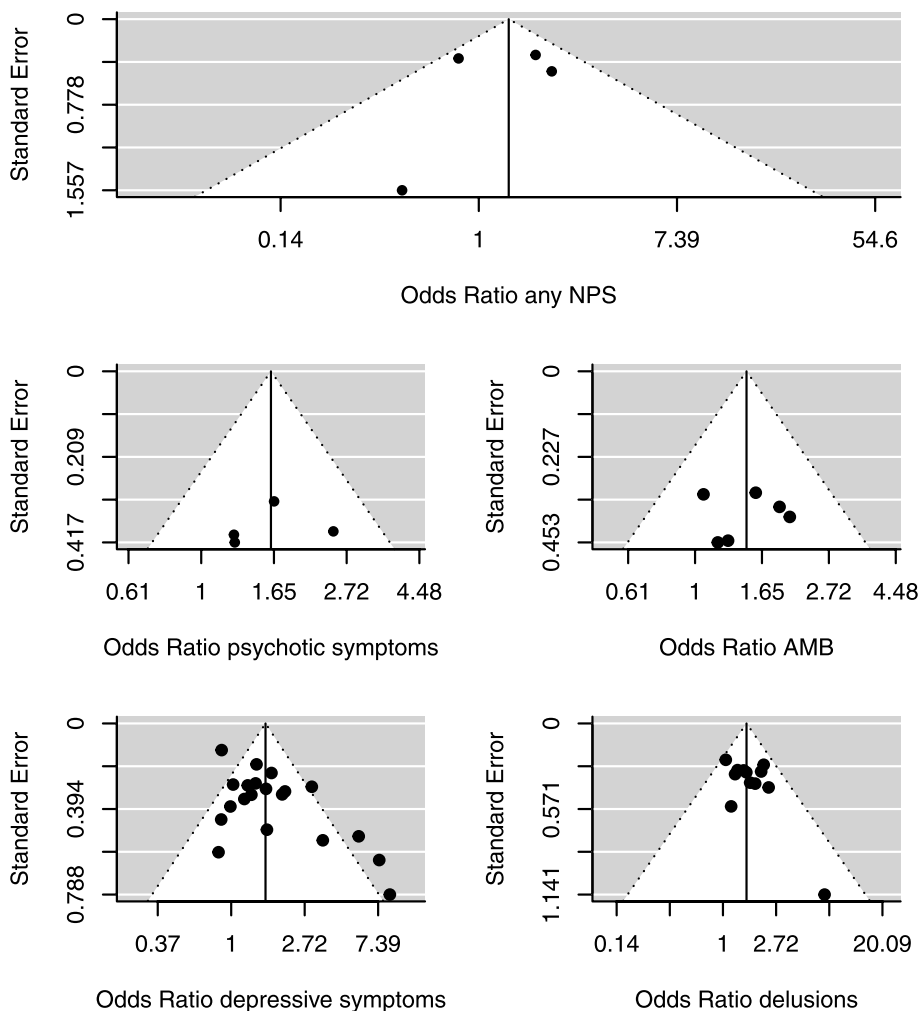 Standard Error
0
0.778
1.557
0.14 1 7.39 54.6
Odds Ratio any NPS
Standard Error
0
0.209
0.417
0.61 1 1.65 2.72 4.48
Odds Ratio psychotic symptoms
Standard Error
0
0.227
0.453
0.61 1 1.65 2.72 4.48
Odds Ratio AMB
Standard Error
0
0.394
0.788
0.37 1 2.72 7.39
Odds Ratio depressive symptoms
Standard Error
0
0.571
1.141
0.14 1 2.72 20.09
Odds Ratio delusions